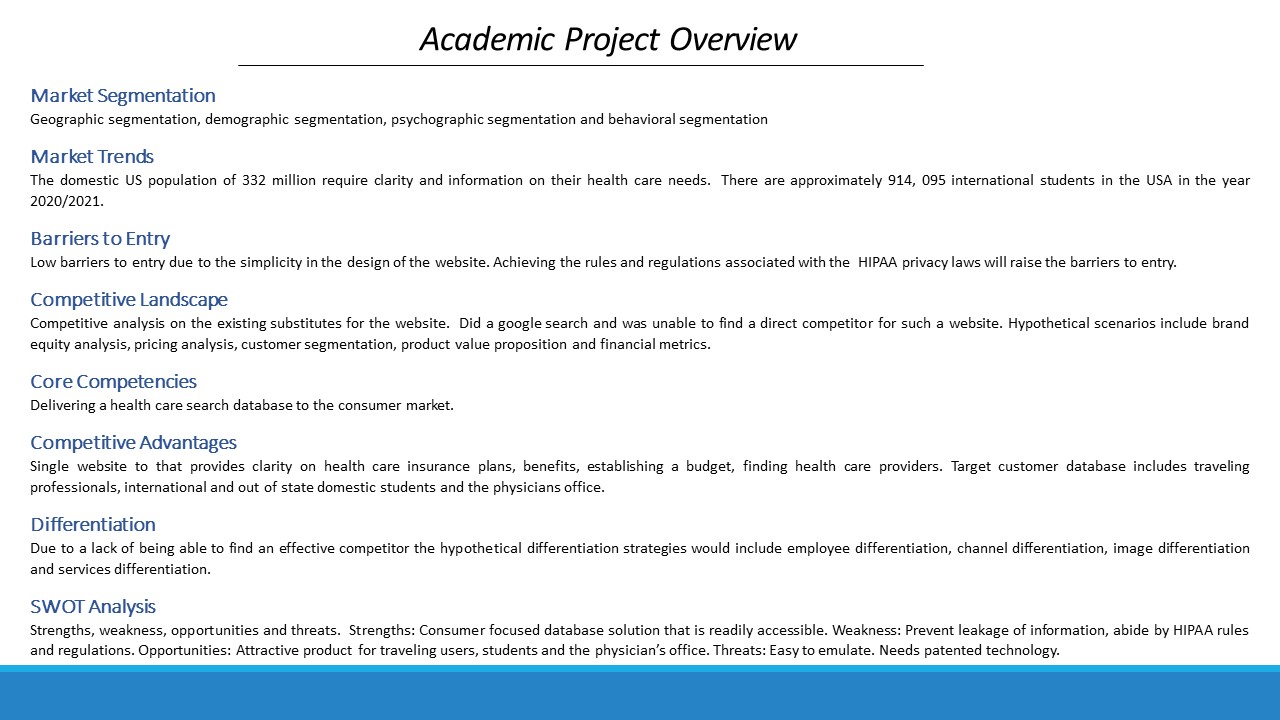 Academic Project Overview
Market Segmentation
Geographic segmentation, demographic segmentation, psychographic segmentation and behavioral segmentation
Market Trends
The domestic US population of 332 million require clarity and information on their health care needs. There are approximately 914, 095 international students in the USA in the year
2020/2021.
Barriers to Entry
Low barriers to entry due to the simplicity in the design of the website. Achieving the rules and regulations associated with the HIPAA privacy laws will raise the barriers to entry.
Competitive Landscape
Competitive analysis on the existing substitutes for the website. Did a google search and was unable to find a direct competitor for such a website. Hypothetical scenarios include brand
equity analysis, pricing analysis, customer segmentation, product value proposition and financial metrics.
Core Competencies
Delivering a health care search database to the consumer market.
Competitive Advantages
Single website to that provides clarity on health care insurance plans, benefits, establishing a budget, finding health care providers. Target customer database includes traveling
professionals, international and out of state domestic students and the physicians office.
Differentiation
Due to a lack of being able to find an effective competitor the hypothetical differentiation strategies would include employee differentiation, channel differentiation, image differentiation
and services differentiation.
SWOT Analysis
Strengths, weakness, opportunities and threats. Strengths: Consumer focused database solution that is readily accessible. Weakness: Prevent leakage of information, abide by HIPAA rules
and regulations. Opportunities: Attractive product for traveling users, students and the physician’s office. Threats: Easy to emulate. Needs patented technology.